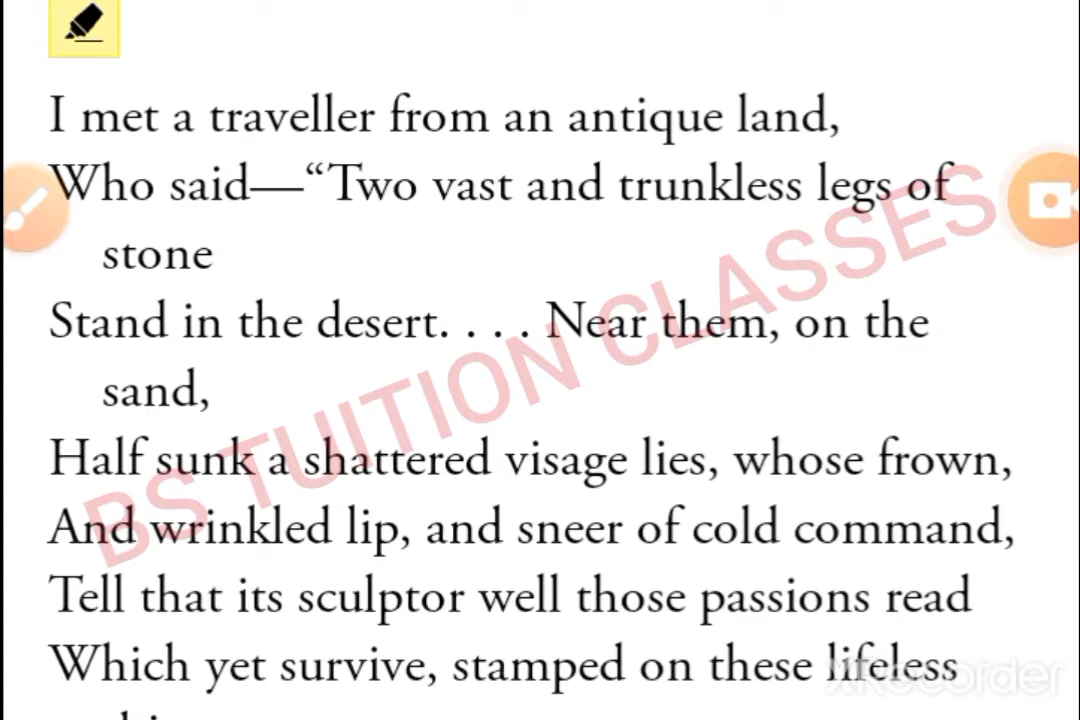 I met a traveller from an antique land,
Who said—“Two vast and trunkless legs of
stone
Stand in the desert. . . . Near them, on the
sand,
Half sunk a shattered visage lies, whose frown,
And wrinkled lip, and sneer of cold command,
Tell that its sculptor well those passions read
Which yet survive, stamped on these lifeless
BS TUITION CLASSES
XRecorder